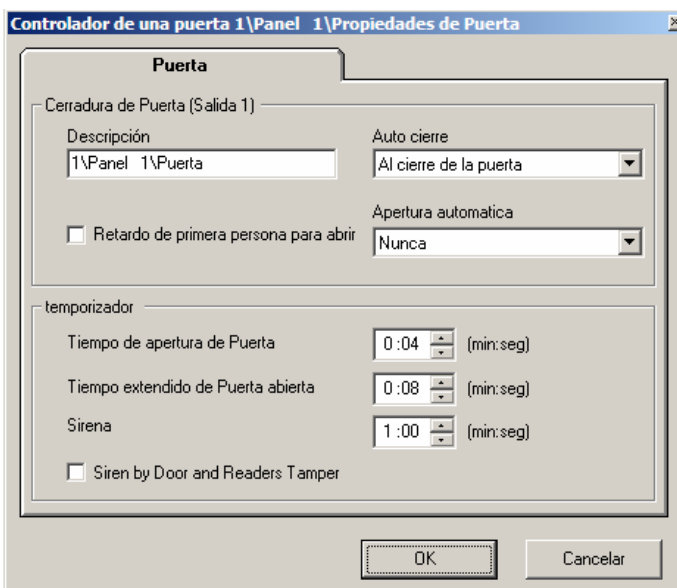 Controlador de una puerta 1\Panel 1\Propiedades de Puerta
Puerta
Cerradura de Puerta (Salida 1)
Descripción
Auto cierre
1\Panel 1\Puerta
Al cierre de la puerta
Apertura automatica
Retardo de primera persona para abrir
Nunca
temporizador
Tiempo de apertura de Puerta 0:04 (min:seg)
Tiempo extendido de Puerta abierta 0:08 (min:seg)
Sirena 1:00 (min:seg)
Siren by Door and Readers Tamper
OK Cancelar